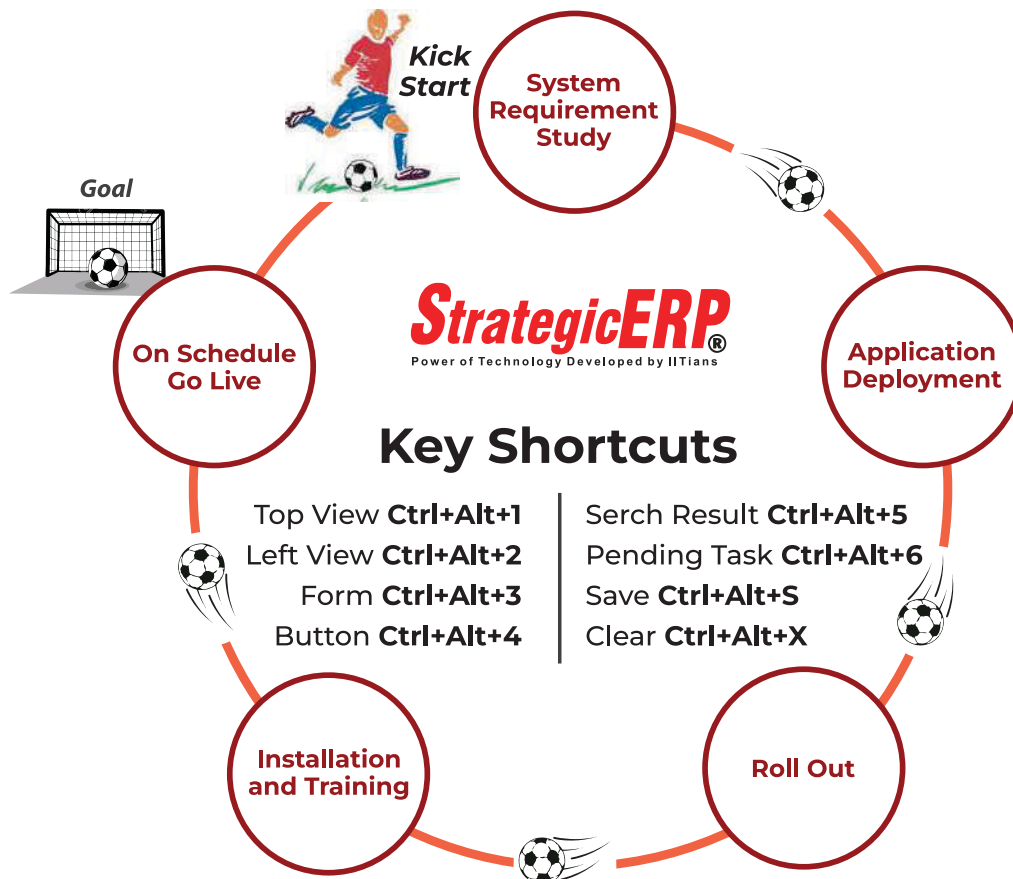 Kick
Start
System
Requirement
Study
Goal
StrategicERP®
Power of Technology Developed by IITians
On Schedule
Go Live
Application
Deployment
Key Shortcuts
Top View Ctrl+Alt+1
Left View Ctrl+Alt+2
Form Ctrl+Alt+3
Button Ctrl+Alt+4
Serch Result Ctrl+Alt+5
Pending Task Ctrl+Alt+6
Save Ctrl+Alt+S
Clear Ctrl+Alt+X
Installation
and Training
Roll Out